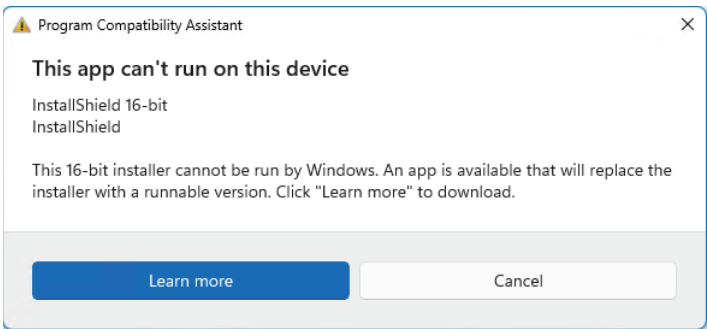 Program Compatibility Assistant
This app can't run on this device
InstallShield 16-bit
InstallShield
This 16-bit installer cannot be run by Windows. An app is available that will replace the
installer with a runnable version. Click "Learn more" to download.
Learn more
Cancel